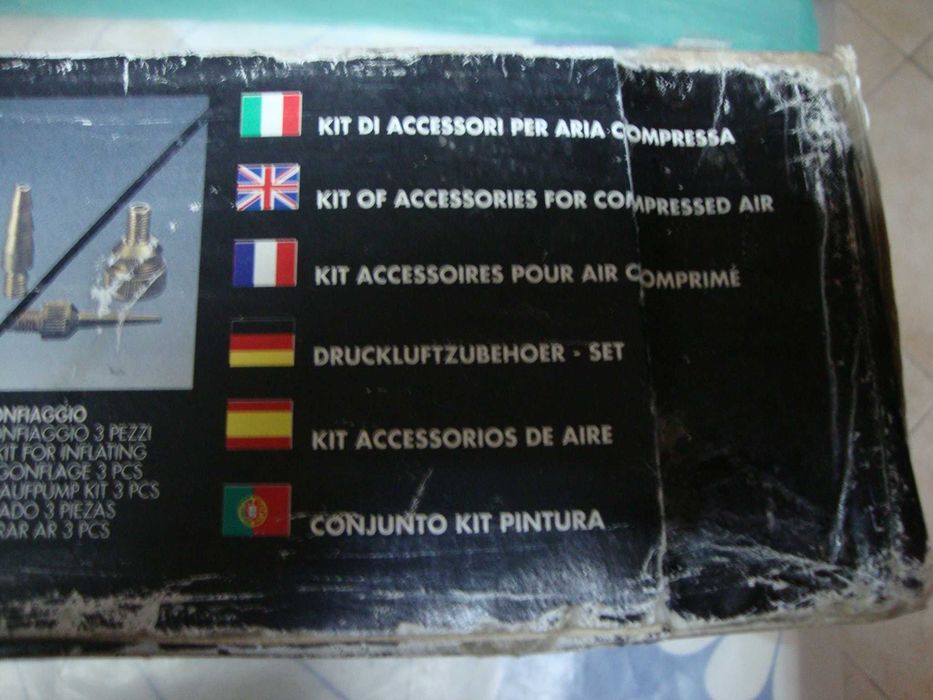 KIT DI ACCESSORI PER ARIA COMPRESSA
KIT OF ACCESSORIES FOR COMPRESSED AIR
KIT ACCESSOIRES POUR AIR COMPRIMÉ
DRUCKLUFTZUBEHOER - SET
KIT ACCESSORIOS DE AIRE
CONJUNTO KIT PINTURA
ONFIAGGIO
ONFIAGGIO 3 PEZZI
KIT FOR INFLATING
GONFLAGE 3 PCS
AUFPUMP KIT 3 PCS
ADO 3 PIEZAS
RAR AR 3 PCS